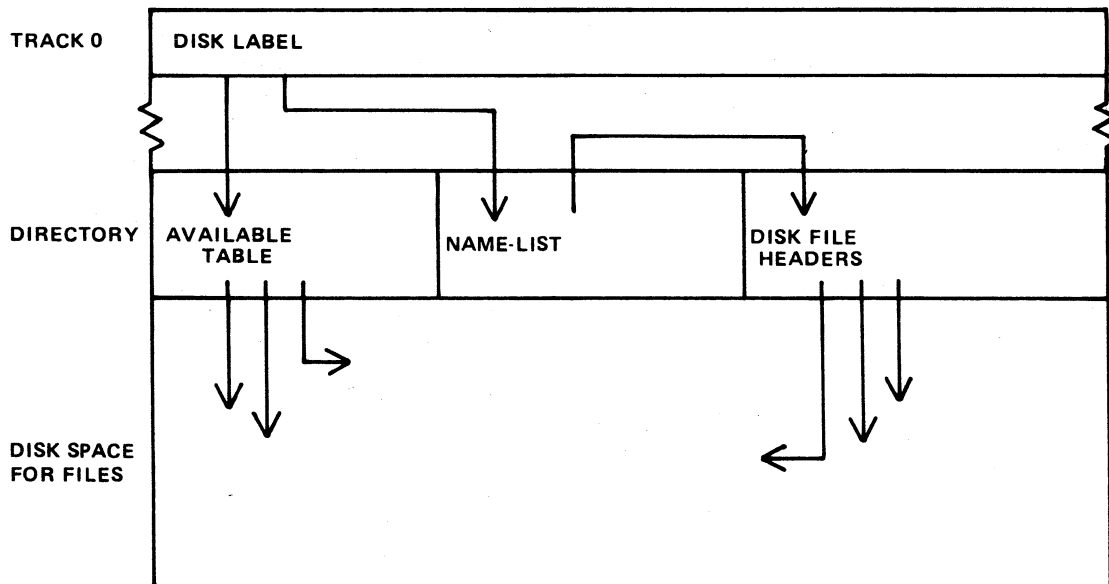 TRACK 0
DISK LABEL
DIRECTORY
AVAILABLE
TABLE
NAME-LIST
DISK FILE
HEADERS
DISK SPACE
FOR FILES